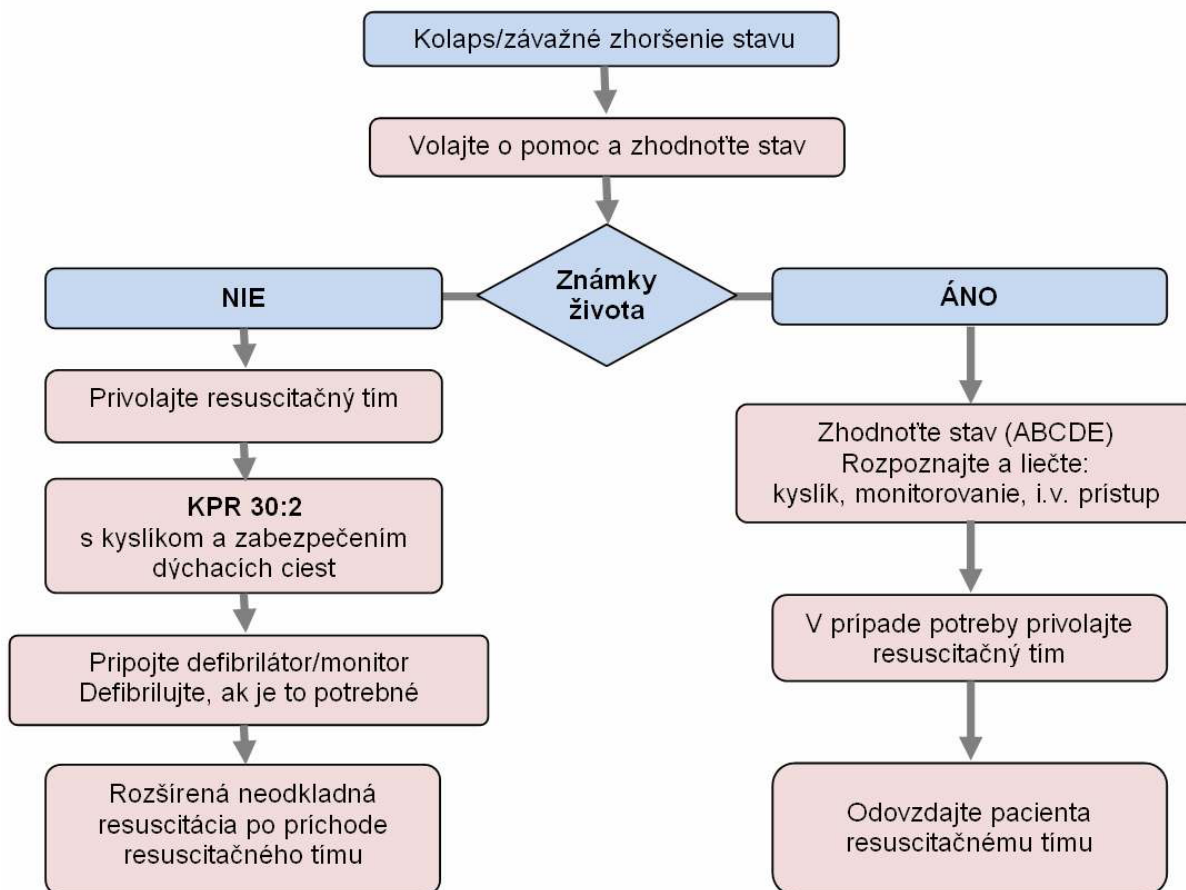 Kolaps/závažné zhoršenie stavu
Volajte o pomoc a zhodnoťte stav
Známky
života
NIE
ÁNO
Privolajte resuscitačný tím
KPR 30:2
s kyslíkom a zabezpečením
dýchacích ciest
Pripojte defibrilátor/monitor
Defibrilujte, ak je to potrebné
Rozšírená neodkladná
resuscitácia po príchode
resuscitačného tímu
Zhodnoťte stav (ABCDE)
Rozpoznajte a liečte:
kyslík, monitorovanie, i.v. prístup
V prípade potreby privolajte
resuscitačný tím
Odovzdajte pacienta
resuscitačnému tímu